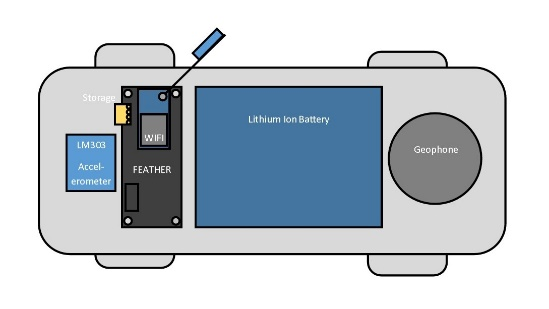 Storage
LM303
Accel-
erometer
WIFI
FEATHER
Lithium Ion Battery
Geophone